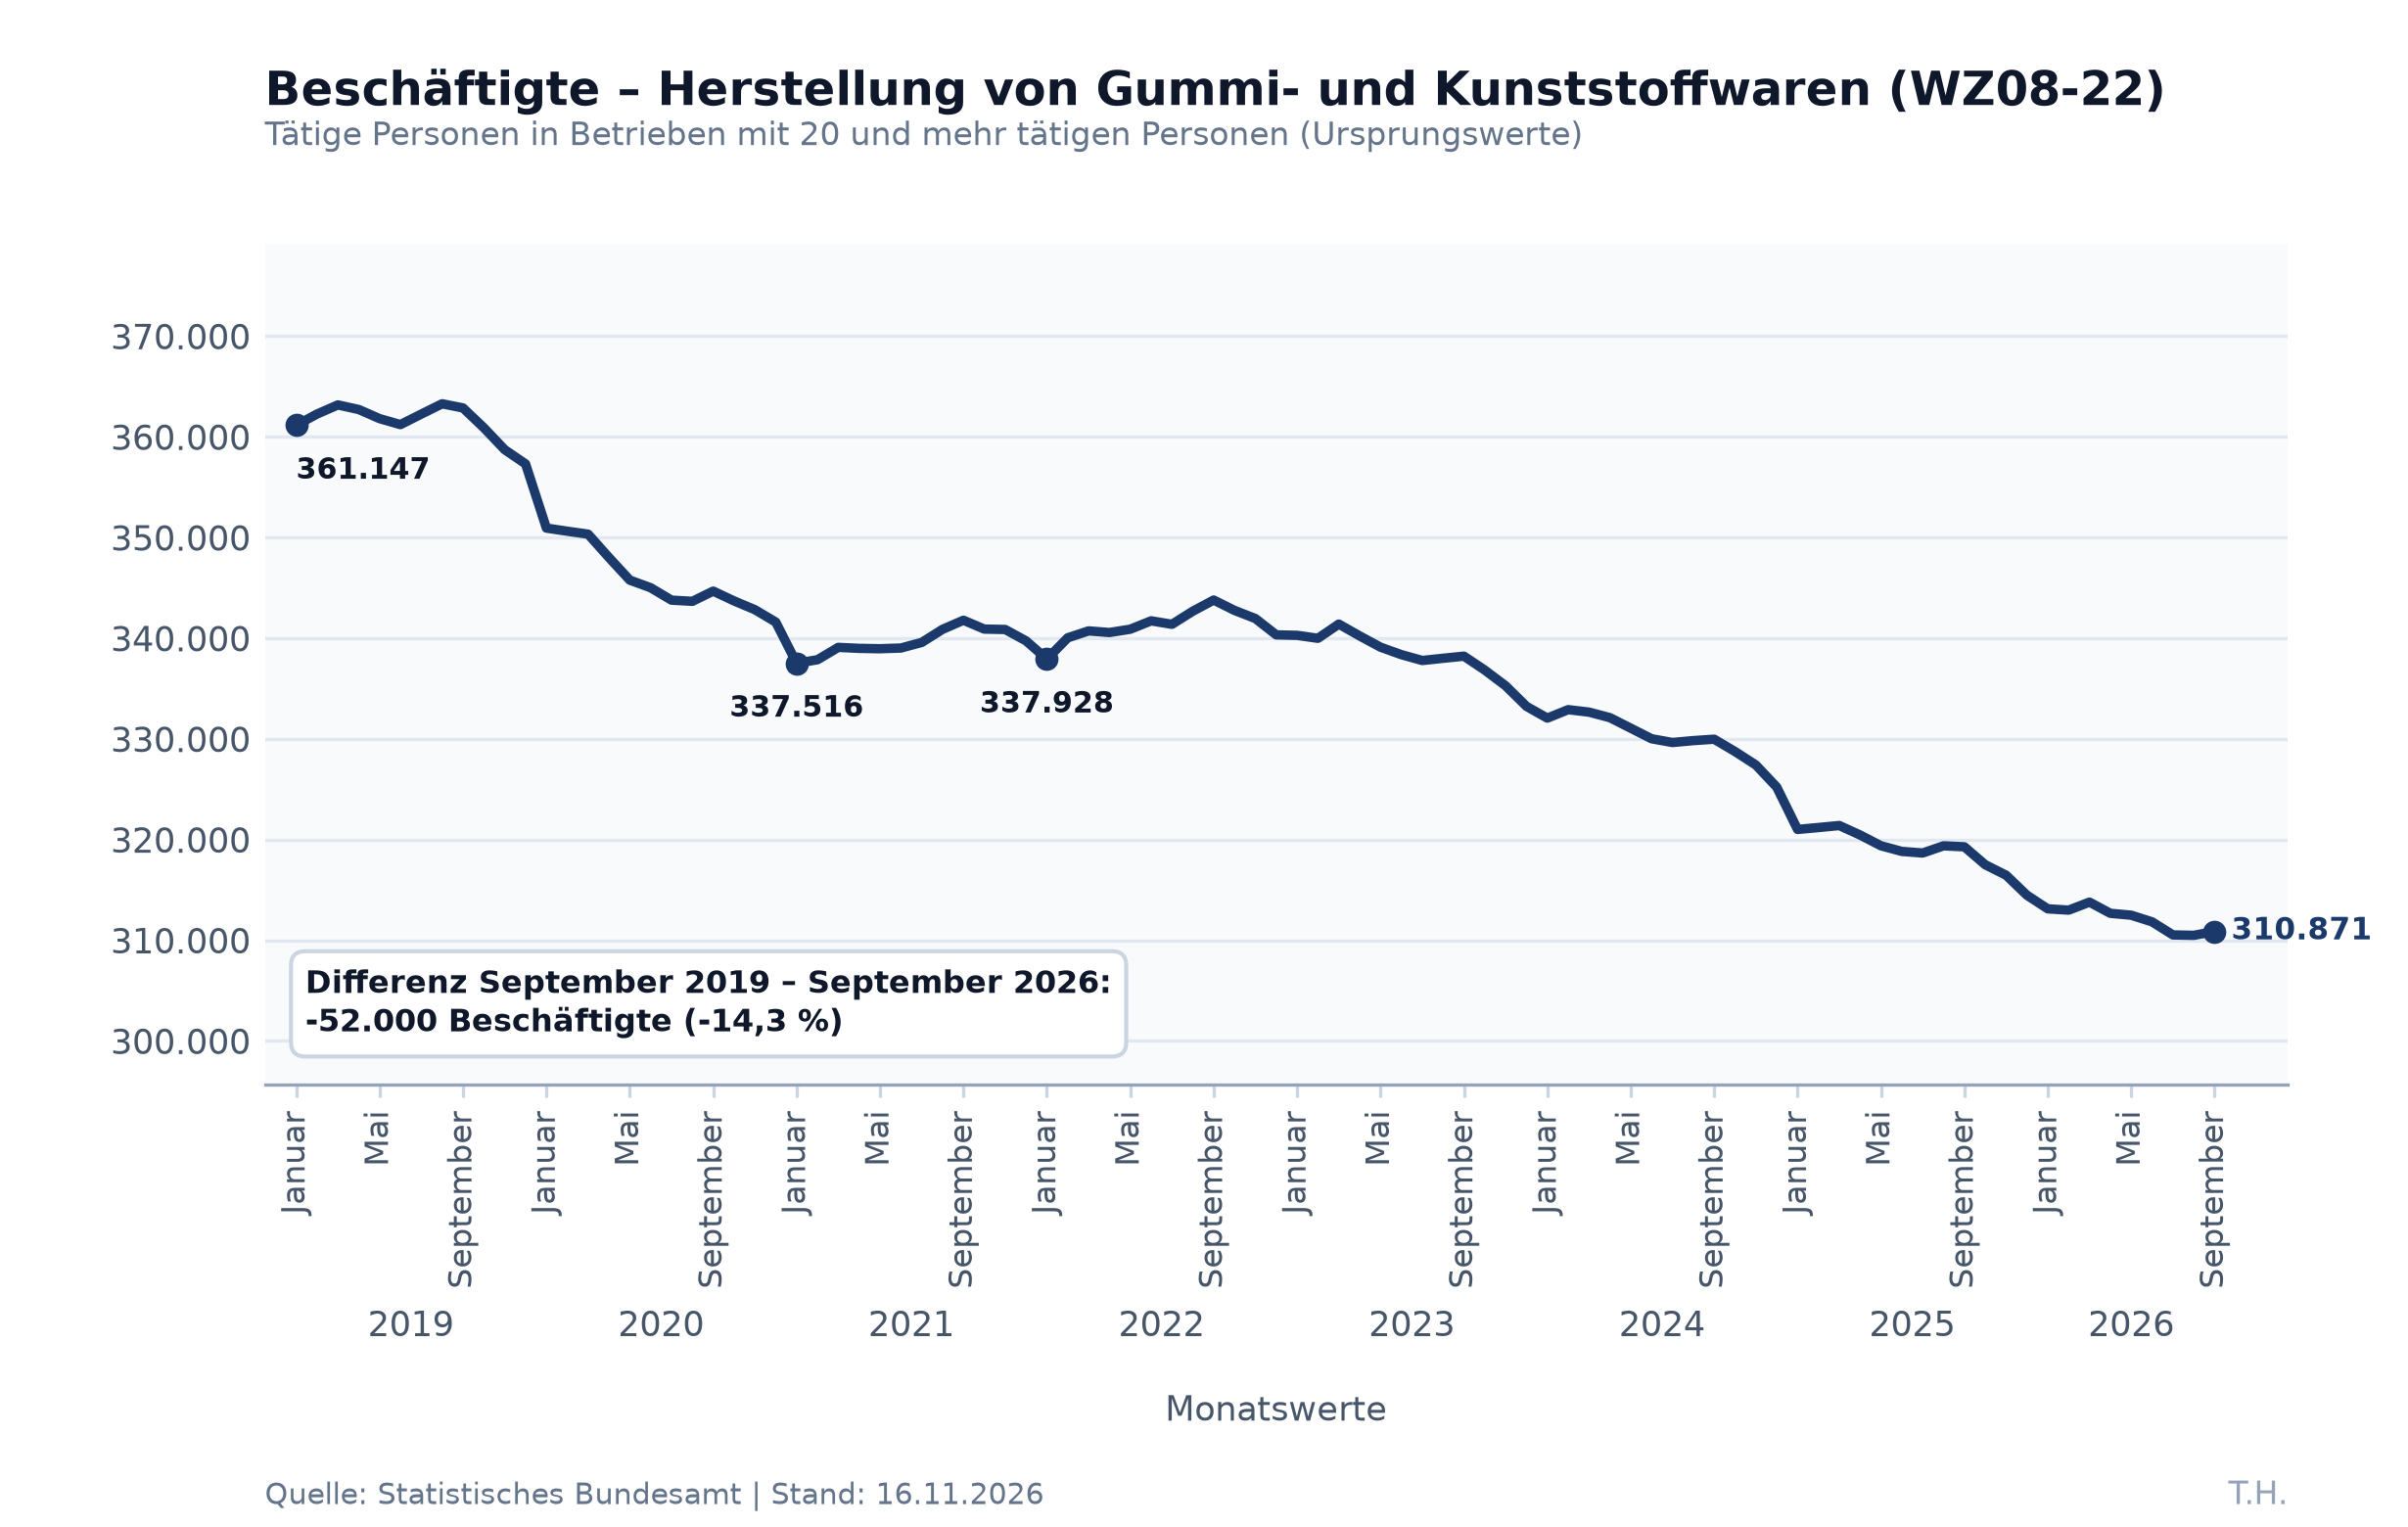 Beschäftigte – Herstellung von Gummi- und Kunststoffwaren (WZ08-22)
Tätige Personen in Betrieben mit 20 und mehr tätigen Personen (Ursprungswerte)
370.000
360.000
350.000
340.000
330.000
320.000
310.000
300.000
361.147
337.516
337.928
310.871
Differenz September 2019 – September 2026:
-52.000 Beschäftigte (-14,3 %)
Januar
Mai
September
Januar
Mai
September
Januar
Mai
September
Januar
Mai
September
Januar
Mai
September
Januar
Mai
September
Januar
Mai
September
Januar
Mai
September
2019
2020
2021
2022
2023
2024
2025
2026
Monatswerte
Quelle: Statistisches Bundesamt | Stand: 16.11.2026
T.H.